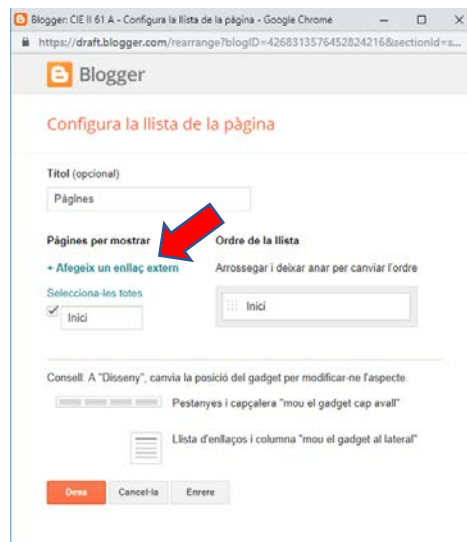 Blogger: CIE II 61 A - Configura la llista de la pàgina - Google Chrome
https://draft.blogger.com/rearrange?blogID=4268313576452824216&sectionId=s...
Blogger
Configura la llista de la pàgina
Títol (opcional)
Pàgines
Pàgines per mostrar
Ordre de la llista
+ Afegeix un enllaç extern
Arrossegar i deixar anar per canviar l'ordre
Selecciona-les totes
Inici
Inici
Consell: A "Disseny", canvia la posició del gadget per modificar-ne l'aspecte.
Pestanyes i capçalera "mou el gadget cap avall"
Llista d'enllaços i columna "mou el gadget al lateral"
Desa Cancel·la Enrere